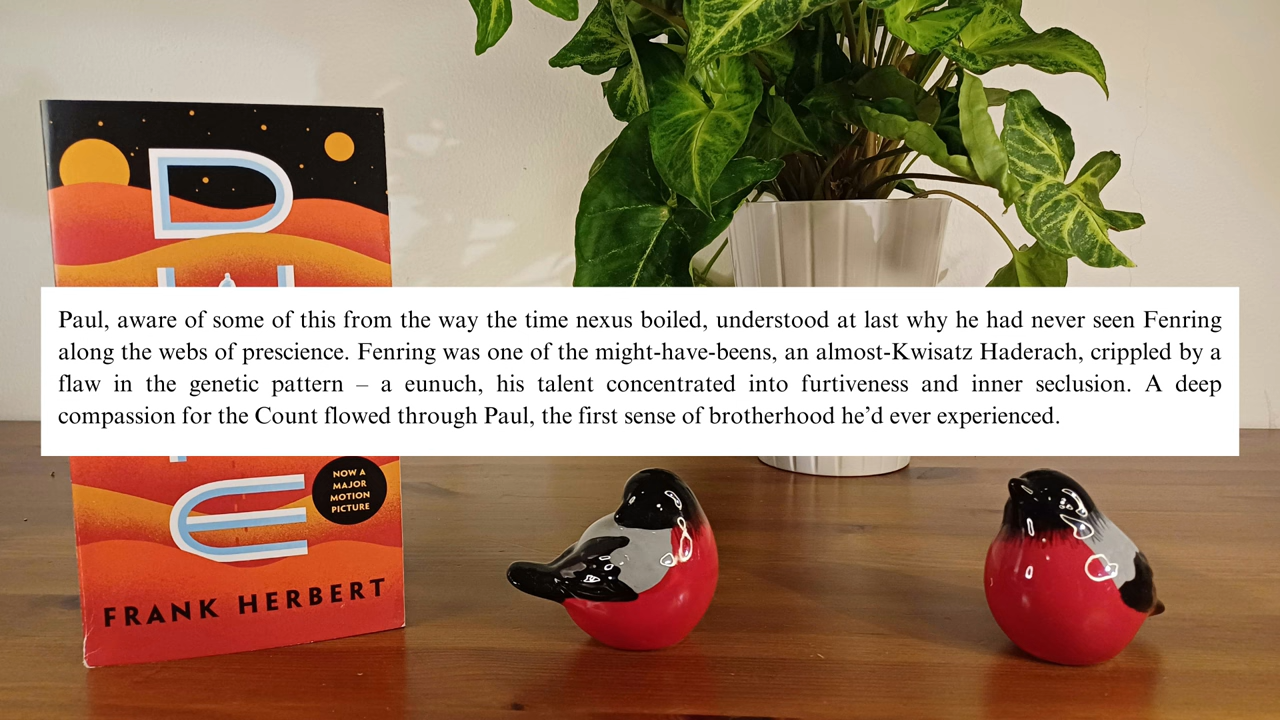 D
Paul, aware of some of this from the way the time nexus boiled, understood at last why he had never seen Fenring
along the webs of prescience. Fenring was one of the might-have-beens, an almost-Kwisatz Haderach, crippled by a
flaw in the genetic pattern – a eunuch, his talent concentrated into furtiveness and inner seclusion. A deep
compassion for the Count flowed through Paul, the first sense of brotherhood he’d ever experienced.
E
NOW A
MAJOR
MOTION
PICTURE
FRANK HERBERT